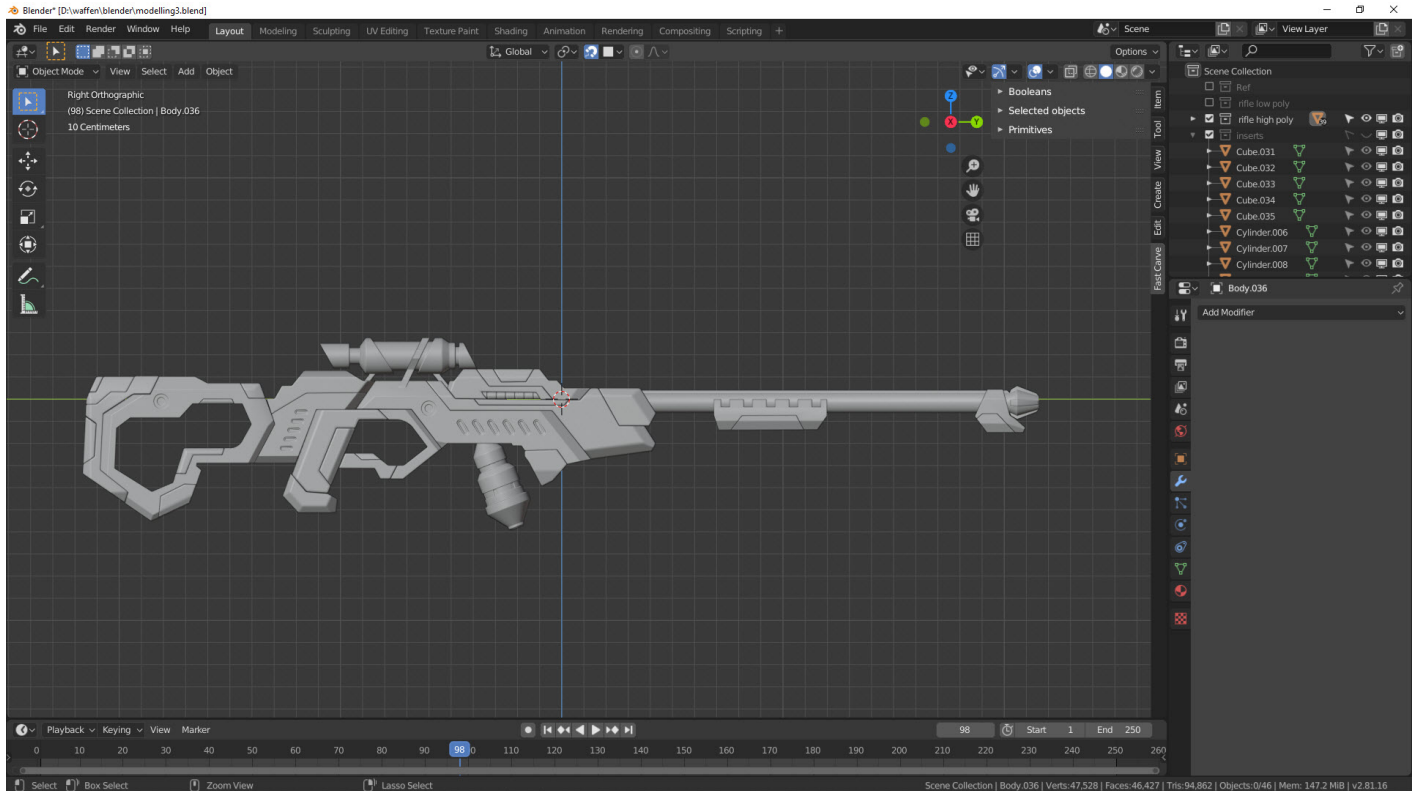 Blender* [D:\waffen\blender\modelling3.blend]
File Edit Render Window Help Layout Modeling Sculpting UV Editing Texture Paint Shading Animation Rendering Compositing Scripting + Scene View Layer
Global Options
Object Mode View Select Add Object
Right Orthographic
(98) Scene Collection | Body.036
10 Centimeters
Z
X
Y
Booleans
Selected objects
Primitives
Item
Tool
View
Create
Edit
Fast Carve
Scene Collection
Ref
rifle low poly
rifle high poly
inserts
Cube.031
Cube.032
Cube.033
Cube.034
Cube.035
Cylinder.006
Cylinder.007
Cylinder.008
Body.036
Add Modifier
Playback Keying View Marker 98 Start 1 End 250
0 10 20 30 40 50 60 70 80 90 98 0 110 120 130 140 150 160 170 180 190 200 210 220 230 240 250 260
Select Box Select Zoom View Lasso Select Scene Collection | Body.036 | Verts:47,528 | Faces:46,427 | Tris:94,862 | Objects:0/46 | Mem: 147.2 MiB | v2.81.16